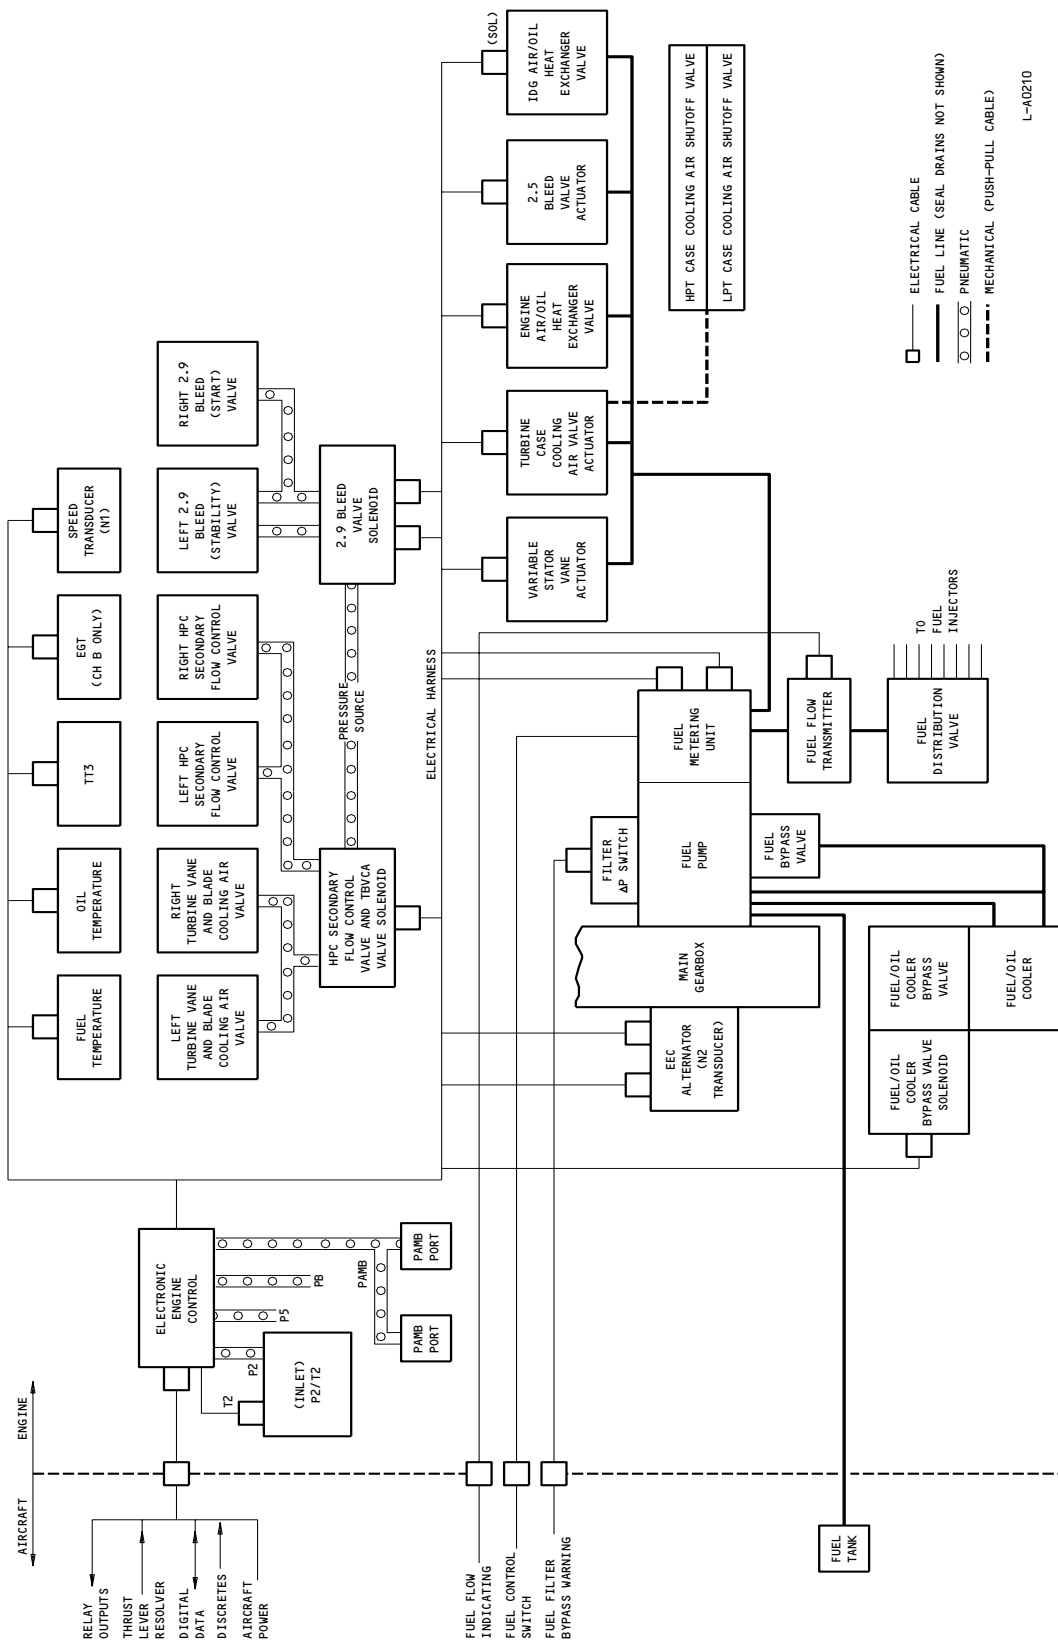 AIRCRAFT
ENGINE
RELAY
OUTPUTS
THRUST
LEVER
RESOLVER
DIGITAL
DATA
DISCRETES
AIRCRAFT
POWER
ELECTRONIC
ENGINE
CONTROL
T2
P2
P5
PB
PAMB
(INLET)
P2/T2
PAMB
PORT
PAMB
PORT
FUEL
TEMPERATURE
OIL
TEMPERATURE
TT3
EGT
(CH B ONLY)
SPEED
TRANSDUCER
(N1)
LEFT
TURBINE VANE
AND BLADE
COOLING AIR
VALVE
RIGHT
TURBINE VANE
AND BLADE
COOLING AIR
VALVE
LEFT HPC
SECONDARY
FLOW CONTROL
VALVE
RIGHT HPC
SECONDARY
FLOW CONTROL
VALVE
LEFT 2.9
BLEED
(STABILITY)
VALVE
RIGHT 2.9
BLEED
(START)
VALVE
HPC SECONDARY
FLOW CONTROL
VALVE AND TBVCA
VALVE SOLENOID
PRESSURE
SOURCE
2.9 BLEED
VALVE
SOLENOID
ELECTRICAL HARNESS
FUEL FLOW
INDICATING
FUEL CONTROL
SWITCH
FUEL FILTER
BYPASS WARNING
VARIABLE
STATOR
VANE
ACTUATOR
TURBINE
CASE
COOLING
AIR VALVE
ACTUATOR
ENGINE
AIR/OIL
HEAT
EXCHANGER
VALVE
2.5
BLEED
VALVE
ACTUATOR
(SOL)
IDG AIR/OIL
HEAT
EXCHANGER
VALVE
HPT CASE COOLING AIR SHUTOFF VALVE
LPT CASE COOLING AIR SHUTOFF VALVE
EEC
ALTERNATOR
(N2
TRANSDUCER)
MAIN
GEARBOX
FILTER
ΔP SWITCH
FUEL
PUMP
FUEL
METERING
UNIT
FUEL
BYPASS
VALVE
FUEL FLOW
TRANSMITTER
FUEL
DISTRIBUTION
VALVE
TO
FUEL
INJECTORS
FUEL
TANK
FUEL/OIL
COOLER
BYPASS VALVE
SOLENOID
FUEL/OIL
COOLER
BYPASS
VALVE
FUEL/OIL
COOLER
ELECTRICAL CABLE
FUEL LINE (SEAL DRAINS NOT SHOWN)
PNEUMATIC
MECHANICAL (PUSH-PULL CABLE)
L-A0210